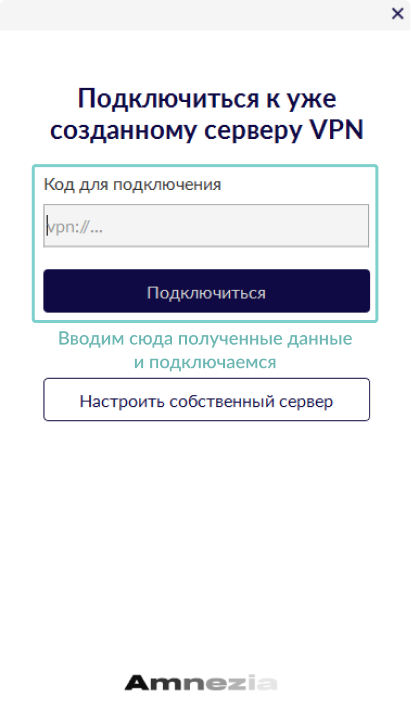 Подключиться к уже
созданному серверу VPN
Код для подключения
vpn://...
Подключиться
Вводим сюда полученные данные
и подключаемся
Настроить собственный сервер
Amnezia